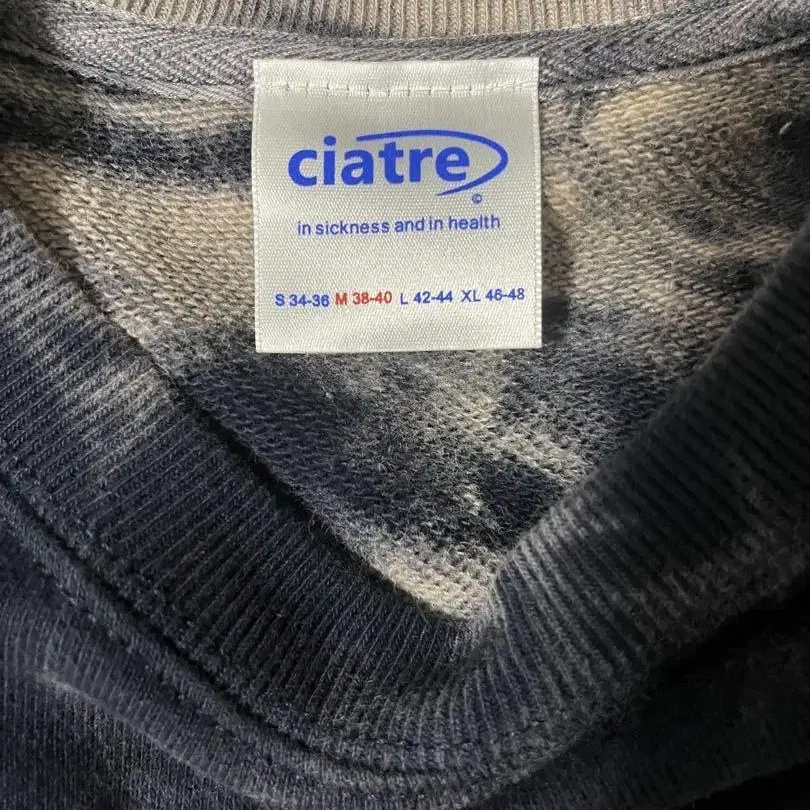 ciatre
©
in sickness and in health
S 34-36 M 38-40 L 42-44 XL 46-48